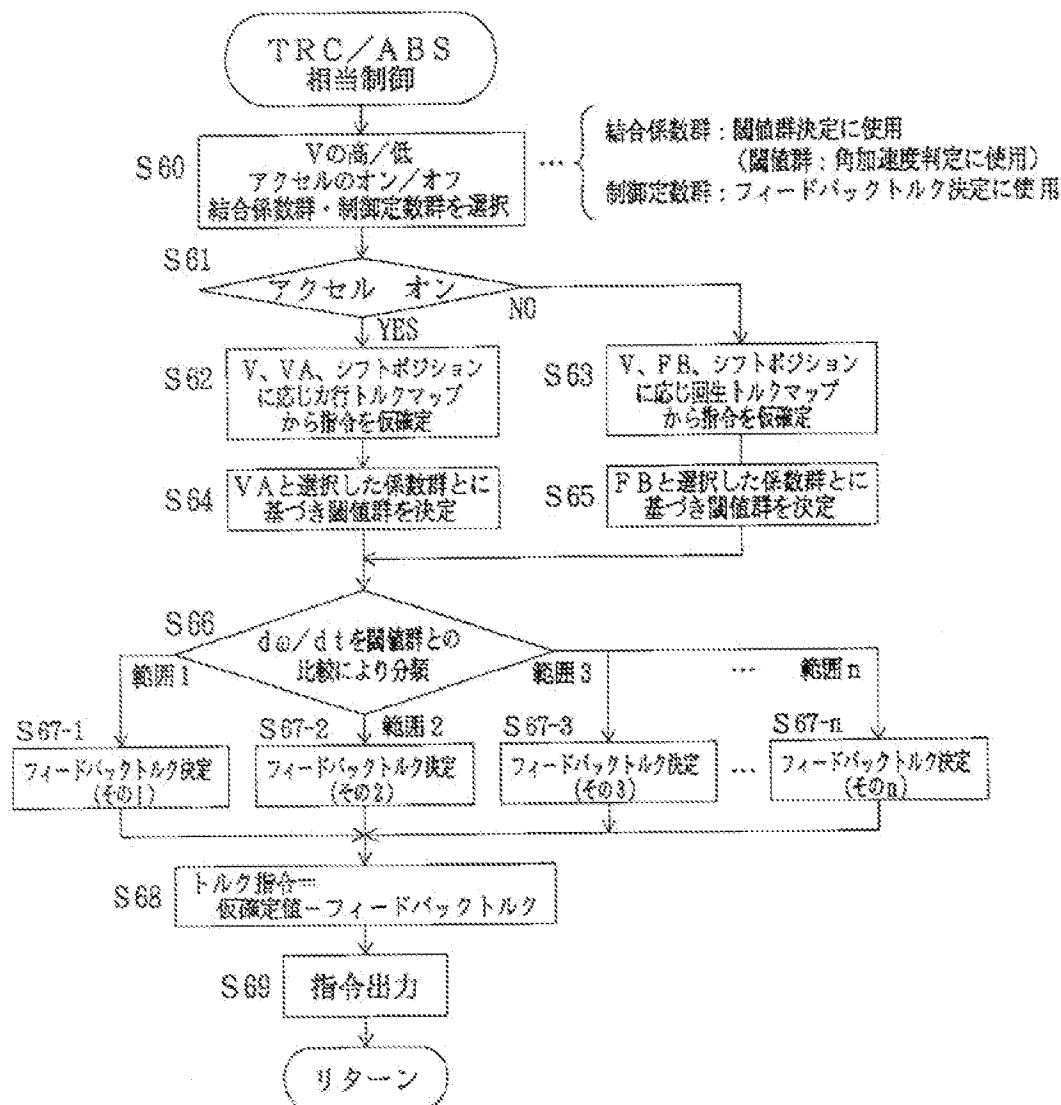 TRC/ABS
相当制御
S60
Vの高/低
アクセルのオン/オフ
結合係数群・制御定数群を選択
…
結合係数群:閾値群決定に使用
(閾値群:角加速度判定に使用)
制御定数群:フィードバックトルク決定に使用
S61
アクセル オン
NO
YES
S62
V、VA、シフトポジション
に応じ力行トルクマップ
から指令を仮確定
S63
V、FB、シフトポジション
に応じ回生トルクマップ
から指令を仮確定
S64
VAと選択した係数群とに
基づき閾値群を決定
S65
FBと選択した係数群とに
基づき閾値群を決定
S66
dω/dtを閾値群との
比較により分類
範囲1
範囲2
範囲3
…
範囲n
S67-1
フィードバックトルク決定
(その1)
S67-2
フィードバックトルク決定
(その2)
S67-3
フィードバックトルク決定
(その3)
…
S67-n
フィードバックトルク決定
(そのn)
S68
トルク指令=
仮確定値-フィードバックトルク
S69
指令出力
リターン